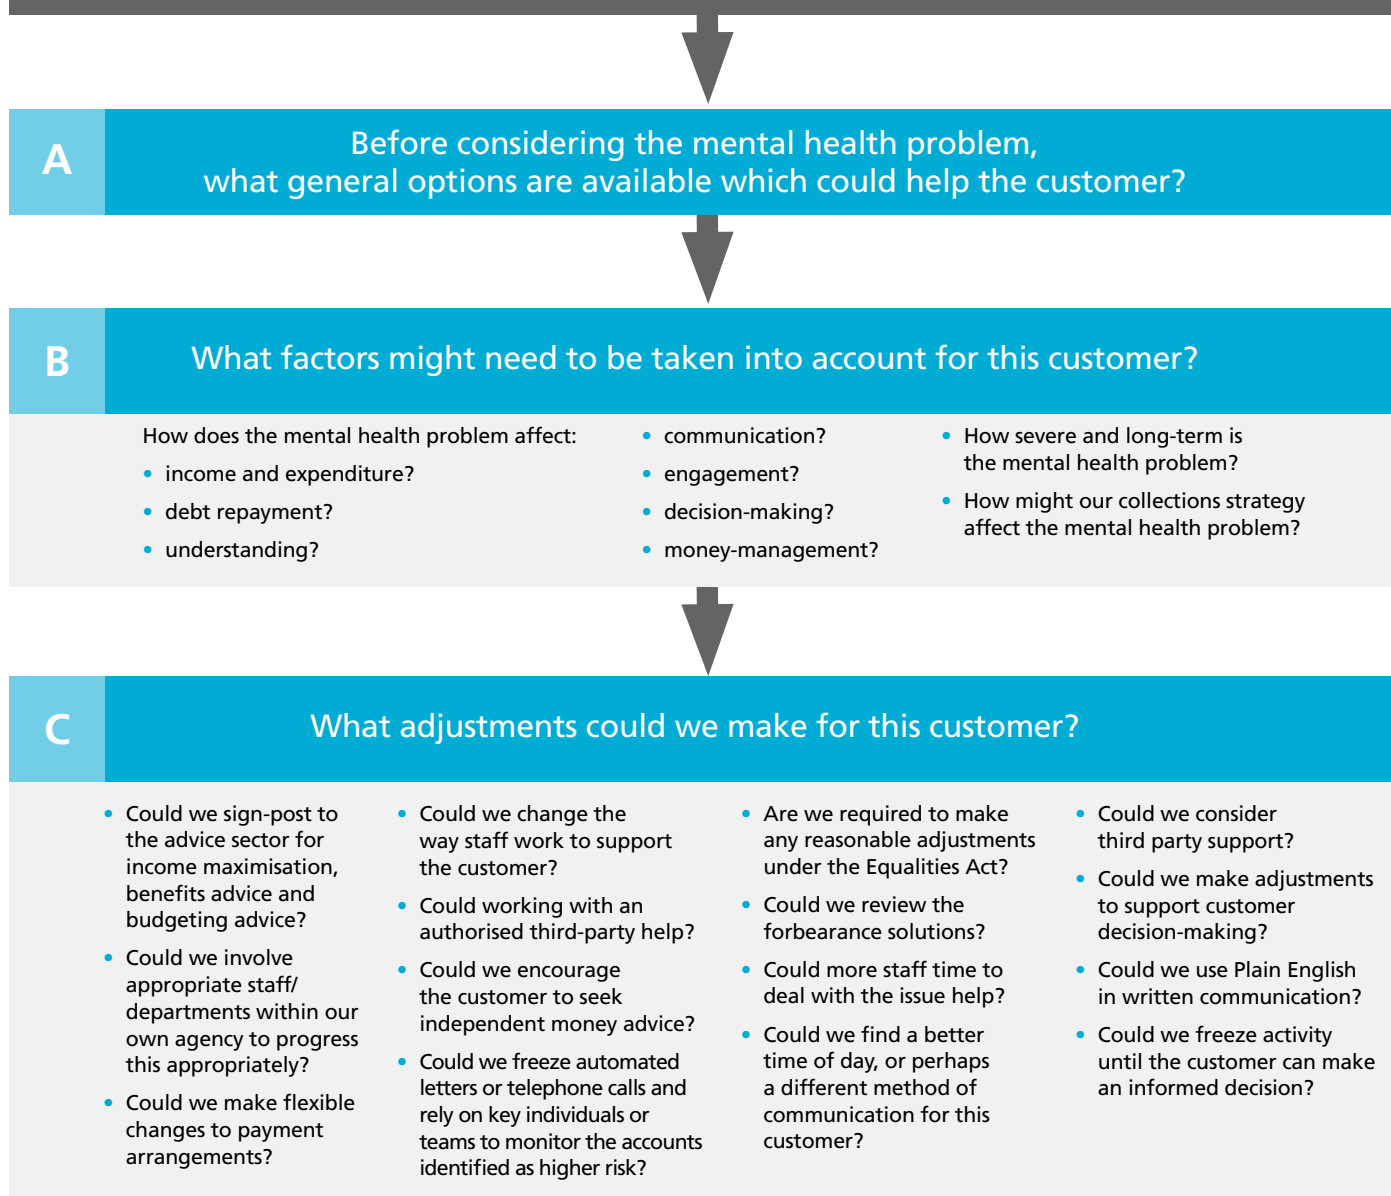 A
Before considering the mental health problem,
what general options are available which could help the customer?
B
What factors might need to be taken into account for this customer?
How does the mental health problem affect:
• income and expenditure?
• debt repayment?
• understanding?
• communication?
• engagement?
• decision-making?
• money-management?
• How severe and long-term is
the mental health problem?
• How might our collections strategy
affect the mental health problem?
C
What adjustments could we make for this customer?
• Could we sign-post to
the advice sector for
income maximisation,
benefits advice and
budgeting advice?
• Could we involve
appropriate staff/
departments within our
own agency to progress
this appropriately?
• Could we make flexible
changes to payment
arrangements?
• Could we change the
way staff work to support
the customer?
• Could working with an
authorised third-party help?
• Could we encourage
the customer to seek
independent money advice?
• Could we freeze automated
letters or telephone calls and
rely on key individuals or
teams to monitor the accounts
identified as higher risk?
• Are we required to make
any reasonable adjustments
under the Equalities Act?
• Could we review the
forbearance solutions?
• Could more staff time to
deal with the issue help?
• Could we find a better
time of day, or perhaps
a different method of
communication for this
customer?
• Could we consider
third party support?
• Could we make adjustments
to support customer
decision-making?
• Could we use Plain English
in written communication?
• Could we freeze activity
until the customer can make
an informed decision?